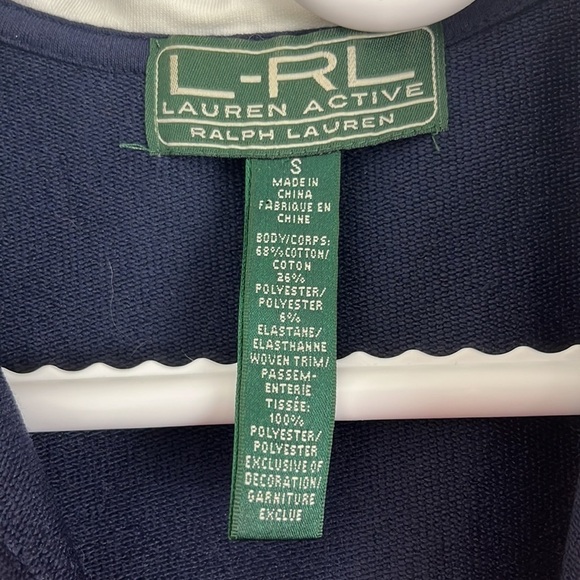 L-RL
LAUREN ACTIVE
RALPH LAUREN
S
MADE IN
CHINA
FABRIQUE EN
CHINE
BODY/CORPS:
68% COTTON/
COTON
26%
POLYESTER/
POLYESTER
6%
ELASTANE/
ELASTHANNE
WOVEN TRIM/
PASSEM-
ENTERIE
TISSÉE:
100%
POLYESTER/
POLYESTER
EXCLUSIVE OF
DECORATION/
GARNITURE
EXCLUE